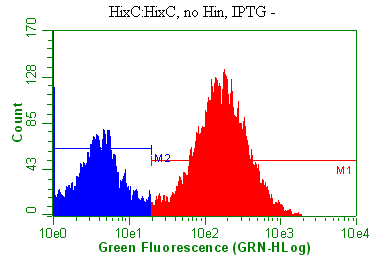 HixC:HixC, no Hin, IPTG -
170
128
85
43
0
Count
M2
M1
10e0 10e1 10e2 10e3 10e4
Green Fluorescence (GRN-HLog)